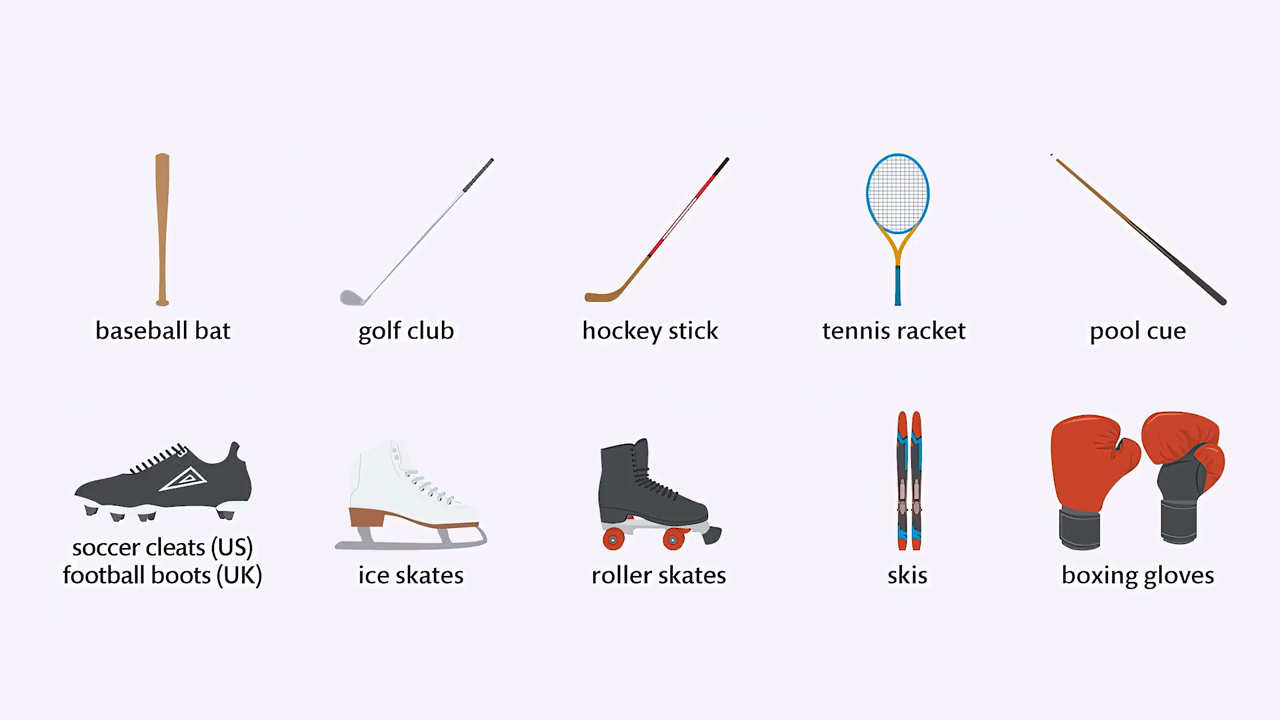 baseball bat
golf club
hockey stick
tennis racket
pool cue
soccer cleats (US)
football boots (UK)
ice skates
roller skates
skis
boxing gloves